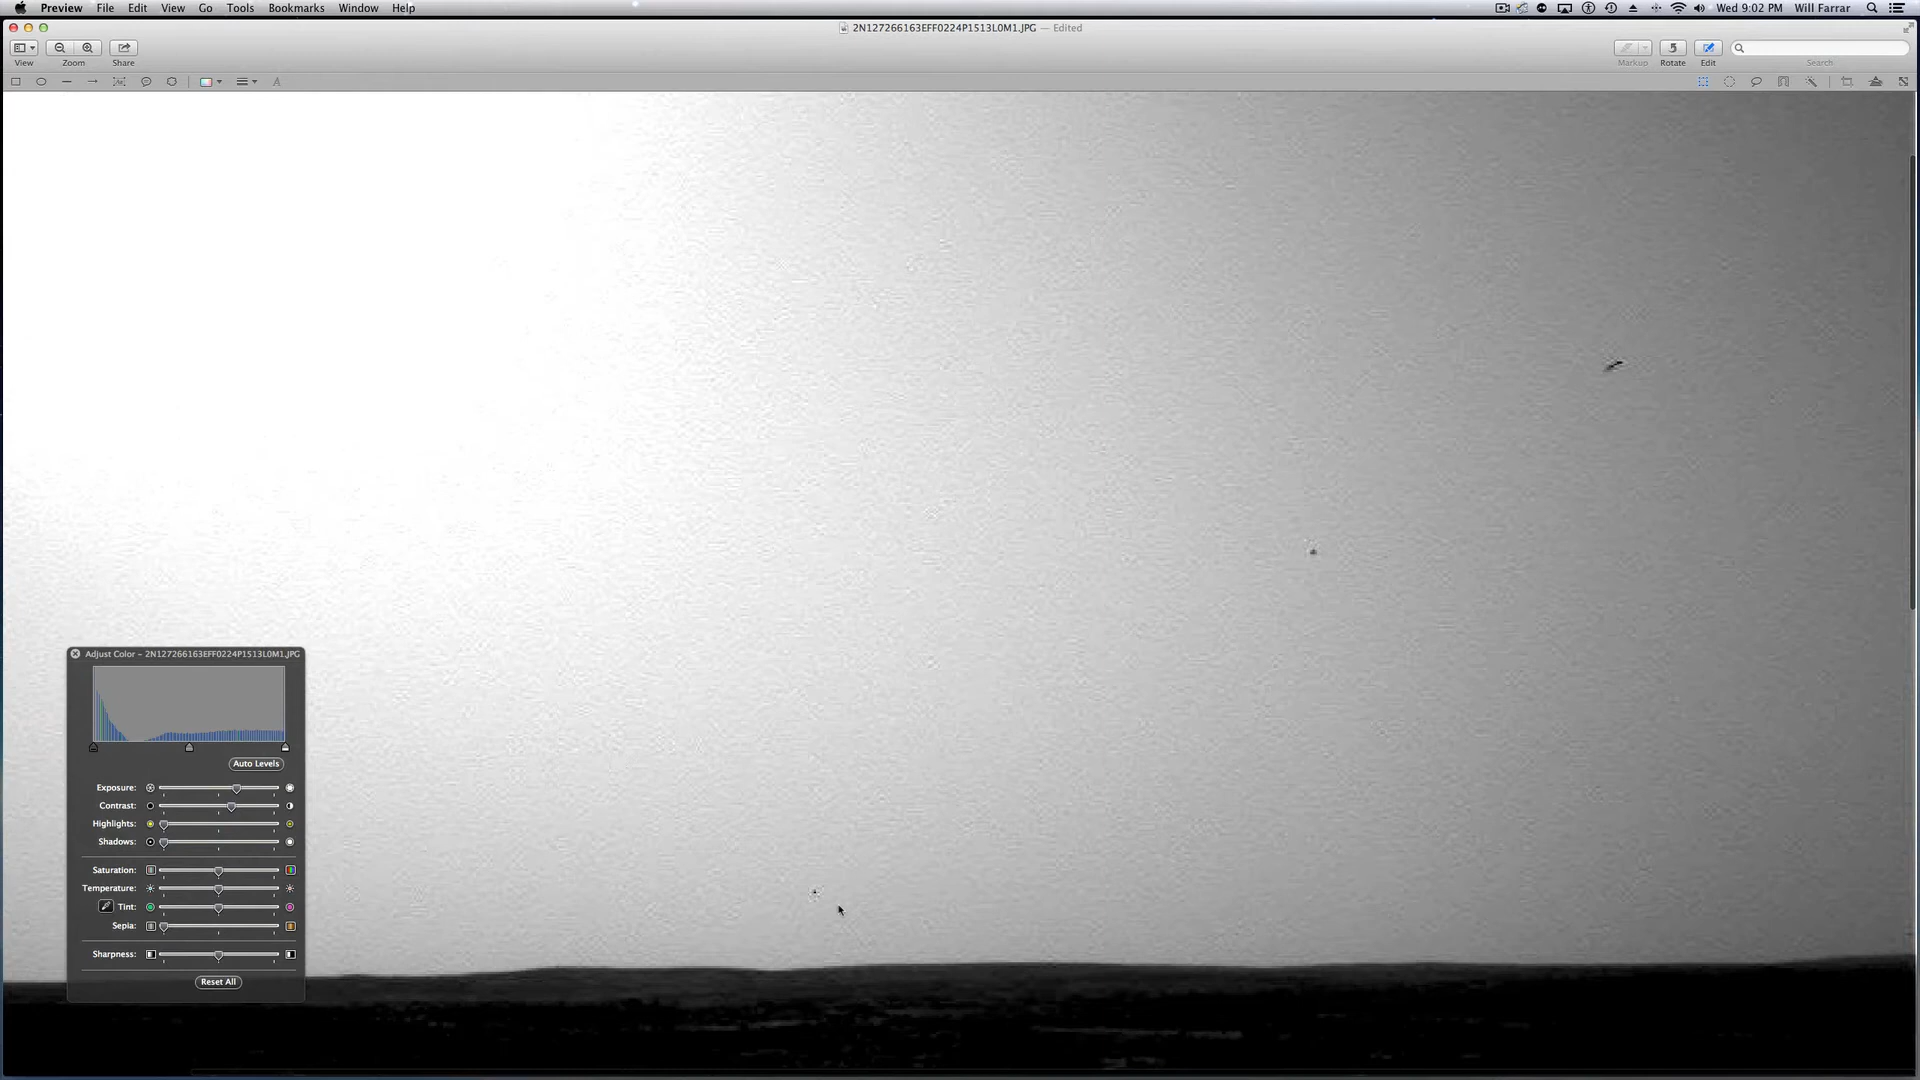 Preview File Edit View Go Tools Bookmarks Window Help Wed 9:02 PM Will Farrar
2N127266163EFF0224P1513L0M1.JPG — Edited
View Zoom Share Markup Rotate Edit Search
Adjust Color - 2N127266163EFF0224P1513L0M1.JPG
Auto Levels
Exposure:
Contrast:
Highlights:
Shadows:
Saturation:
Temperature:
Tint:
Sepia:
Sharpness:
Reset All